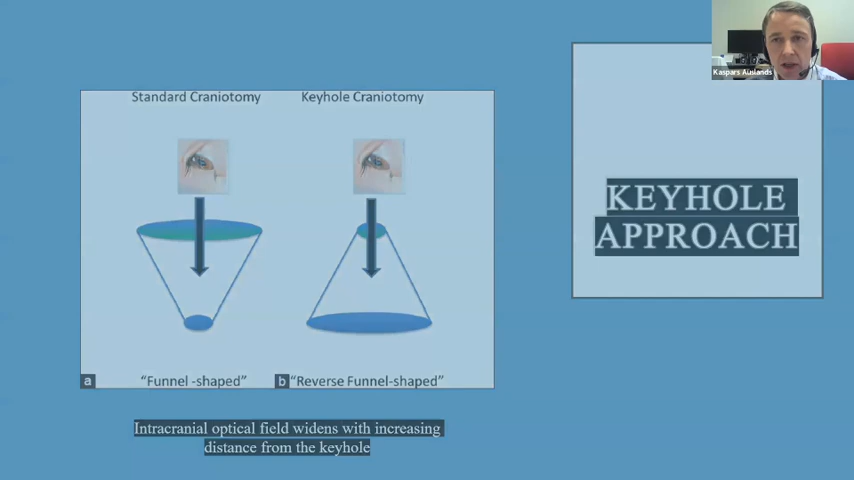 Kaspars Auslands
Standard Craniotomy
Keyhole Craniotomy
KEYHOLE
APPROACH
a
"Funnel -shaped"
b
"Reverse Funnel-shaped"
Intracranial optical field widens with increasing
distance from the keyhole